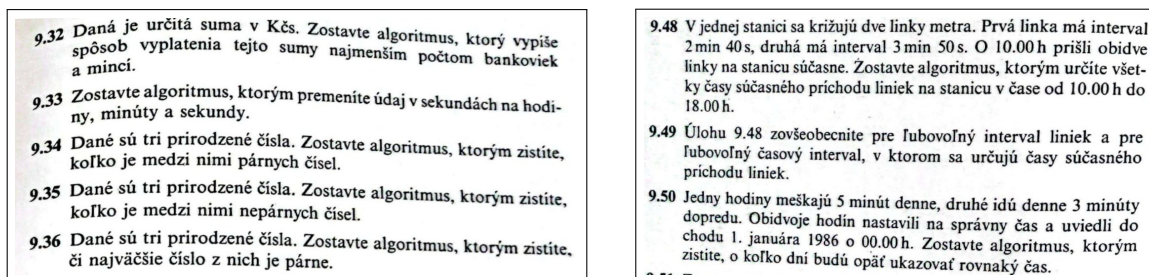 9.32 Daná je určitá suma v Kčs. Zostavte algoritmus, ktorý vypíše
spôsob vyplatenia tejto sumy najmenším počtom bankoviek
a mincí.
9.33 Zostavte algoritmus, ktorým premeníte údaj v sekundách na hodi-
ny, minúty a sekundy.
9.34 Dané sú tri prirodzené čísla. Zostavte algoritmus, ktorým zistíte,
koľko je medzi nimi párnych čísel.
9.35 Dané sú tri prirodzené čísla. Zostavte algoritmus, ktorým zistíte,
koľko je medzi nimi nepárnych čísel.
9.36 Dané sú tri prirodzené čísla. Zostavte algoritmus, ktorým zistíte,
či najväčšie číslo z nich je párne.
9.48 V jednej stanici sa križujú dve linky metra. Prvá linka má interval
2 min 40 s, druhá má interval 3 min 50 s. O 10.00 h prišli obidve
linky na stanicu súčasne. Zostavte algoritmus, ktorým určíte všet-
ky časy súčasného príchodu liniek na stanicu v čase od 10.00 h do
18.00 h.
9.49 Úlohu 9.48 zovšeobecnite pre ľubovoľný interval liniek a pre
ľubovoľný časový interval, v ktorom sa určujú časy súčasného
príchodu liniek.
9.50 Jedny hodiny meškajú 5 minút denne, druhé idú denne 3 minúty
dopredu. Obidvoje hodín nastavili na správny čas a uviedli do
chodu 1. januára 1986 o 00.00 h. Zostavte algoritmus, ktorým
zistíte, o koľko dní budú opäť ukazovať rovnaký čas.